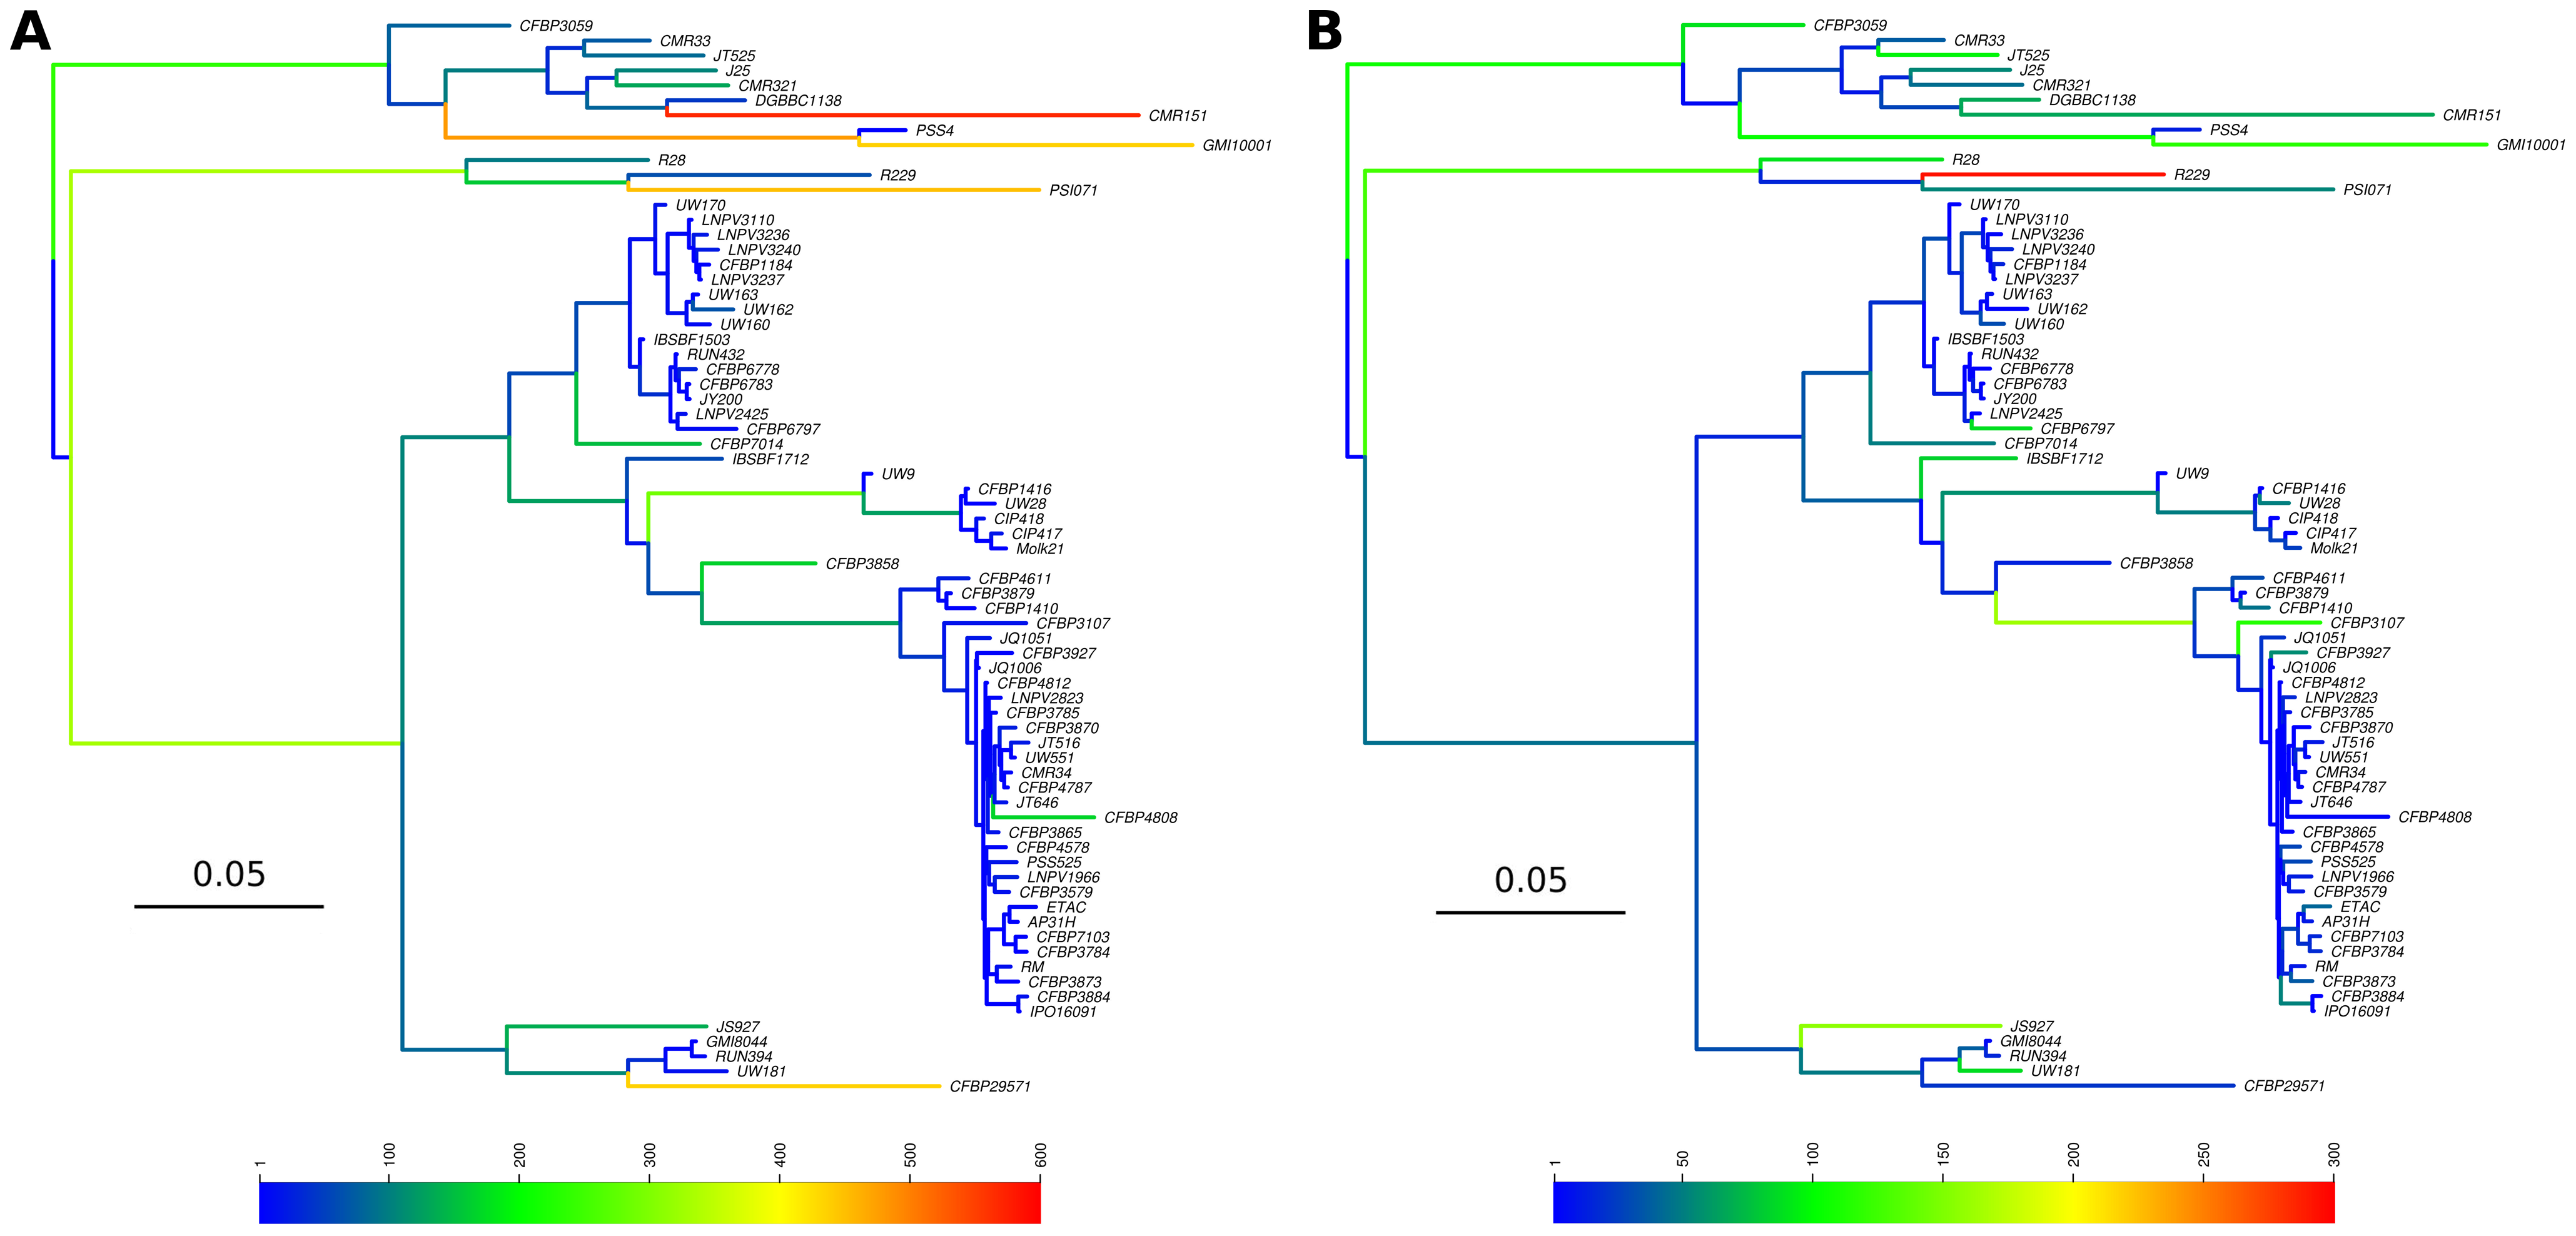 A
CFBP3059
CMR33
JT525
J25
CMR321
DGBBC1138
CMR151
PSS4
GMI10001
R28
R229
PSI071
UW170
LNPV3110
LNPV3236
LNPV3240
CFBP1184
LNPV3237
UW163
UW162
UW160
IBSBF1503
RUN432
CFBP6778
CFBP6783
JY200
LNPV2425
CFBP6797
CFBP7014
IBSBF1712
UW9
CFBP1416
UW28
CIP418
CIP417
Molk21
CFBP3858
CFBP4611
CFBP3879
CFBP1410
CFBP3107
JQ1051
CFBP3927
JQ1006
CFBP4812
LNPV2823
CFBP3785
CFBP3870
JT516
UW551
CMR34
CFBP4787
JT646
CFBP4808
CFBP3865
CFBP4578
PSS525
LNPV1966
CFBP3579
ETAC
AP31H
CFBP7103
CFBP3784
RM
CFBP3873
CFBP3884
IPO16091
JS927
GMI8044
RUN394
UW181
CFBP29571
0.05
1 100 200 300 400 500 600
B
CFBP3059
CMR33
JT525
J25
CMR321
DGBBC1138
CMR151
PSS4
GMI10001
R28
R229
PSI071
UW170
LNPV3110
LNPV3236
LNPV3240
CFBP1184
LNPV3237
UW163
UW162
UW160
IBSBF1503
RUN432
CFBP6778
CFBP6783
JY200
LNPV2425
CFBP6797
CFBP7014
IBSBF1712
UW9
CFBP1416
UW28
CIP418
CIP417
Molk21
CFBP3858
CFBP4611
CFBP3879
CFBP1410
CFBP3107
JQ1051
CFBP3927
JQ1006
CFBP4812
LNPV2823
CFBP3785
CFBP3870
JT516
UW551
CMR34
CFBP4787
JT646
CFBP4808
CFBP3865
CFBP4578
PSS525
LNPV1966
CFBP3579
ETAC
AP31H
CFBP7103
CFBP3784
RM
CFBP3873
CFBP3884
IPO16091
JS927
GMI8044
RUN394
UW181
CFBP29571
0.05
1 50 100 150 200 250 300